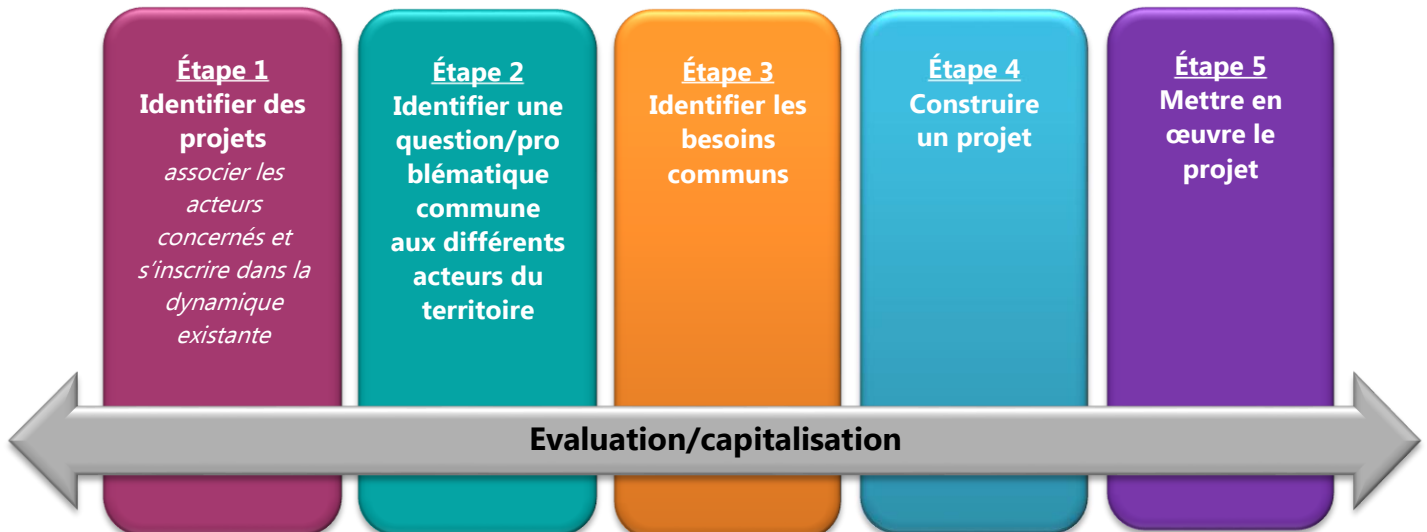 Étape 1
Identifier des
projets
associer les
acteurs
concernés et
s’inscrire dans la
dynamique
existante
Étape 2
Identifier une
question/pro
blématique
commune
aux différents
acteurs du
territoire
Étape 3
Identifier les
besoins
communs
Étape 4
Construire
un projet
Étape 5
Mettre en
œuvre le
projet
Evaluation/capitalisation